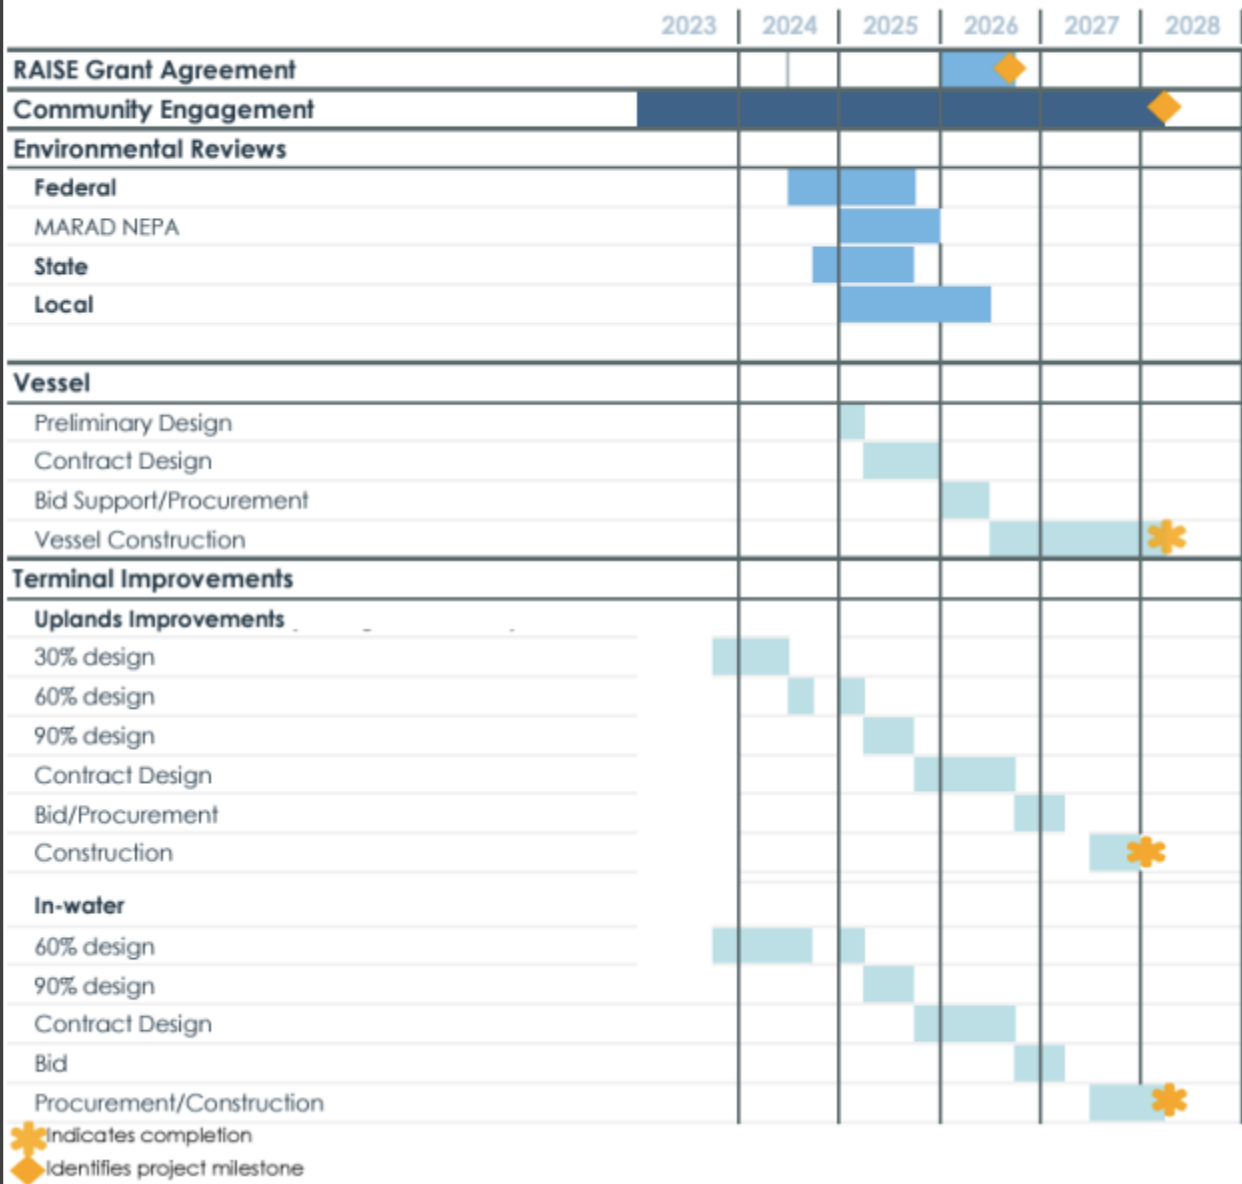 2023 2024 2025 2026 2027 2028
RAISE Grant Agreement
Community Engagement
Environmental Reviews
Federal
MARAD NEPA
State
Local
Vessel
Preliminary Design
Contract Design
Bid Support/Procurement
Vessel Construction
Terminal Improvements
Uplands Improvements
30% design
60% design
90% design
Contract Design
Bid/Procurement
Construction
In-water
60% design
90% design
Contract Design
Bid
Procurement/Construction
Indicates completion
Identifies project milestone